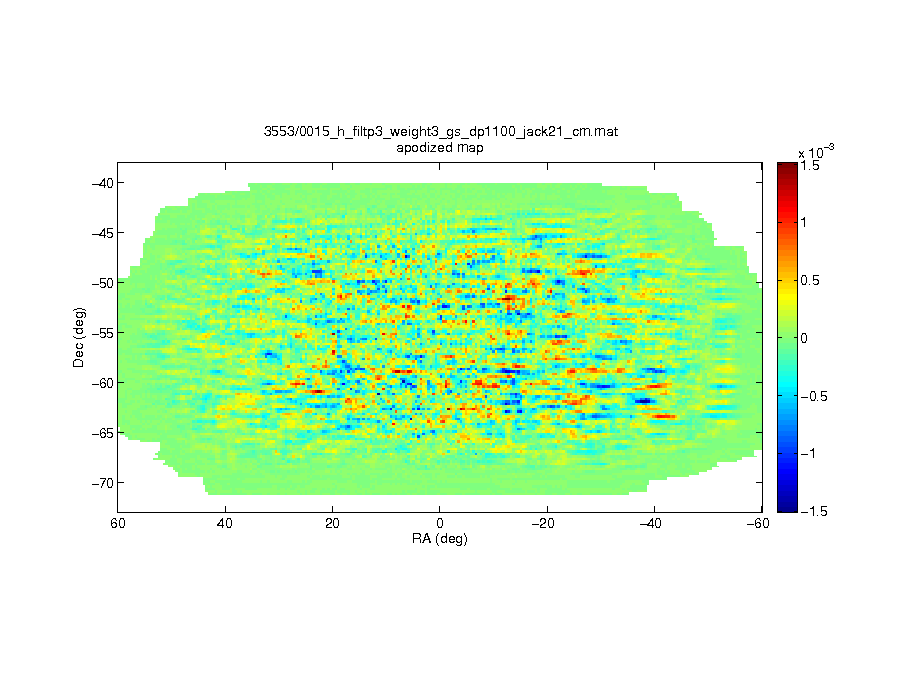 3553/0015_h_filtp3_weight3_gs_dp1100_jack21_cm.mat
apodized map
x 10−3
1.5
1
0.5
0
−0.5
−1
−1.5
−40
−45
−50
−55
−60
−65
−70
Dec (deg)
60 40 20 0 −20 −40 −60
RA (deg)